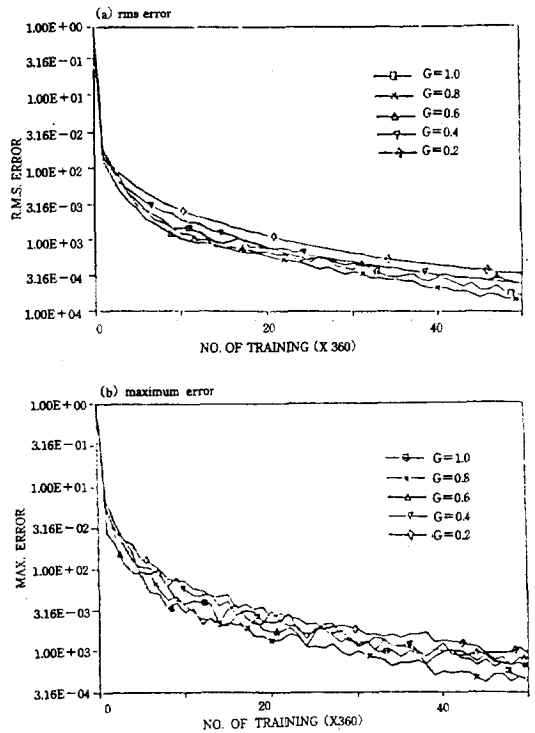 (a) rms error
1.00E+00
3.16E-01
1.00E+01
3.16E-02
1.00E+02
3.16E-03
1.00E+03
3.16E-04
1.00E+04
R.M.S. ERROR
G=1.0
G=0.8
G=0.6
G=0.4
G=0.2
0
20
40
NO. OF TRAINING (X 360)
(b) maximum error
1.00E+00
3.16E-01
1.00E+01
3.16E-02
1.00E+02
3.16E-03
1.00E+03
3.16E-04
MAX. ERROR
G=1.0
G=0.8
G=0.6
G=0.4
G=0.2
0
20
40
NO. OF TRAINING (X360)